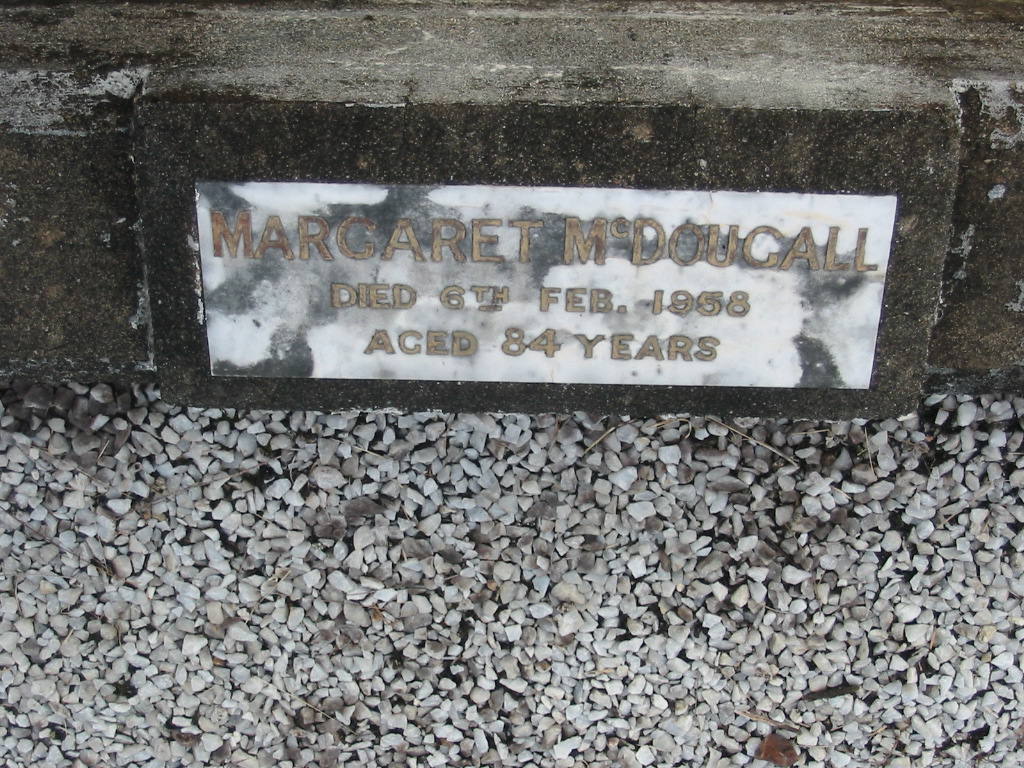 MARGARET McDOUGALL
DIED 6TH FEB. 1958
AGED 84 YEARS